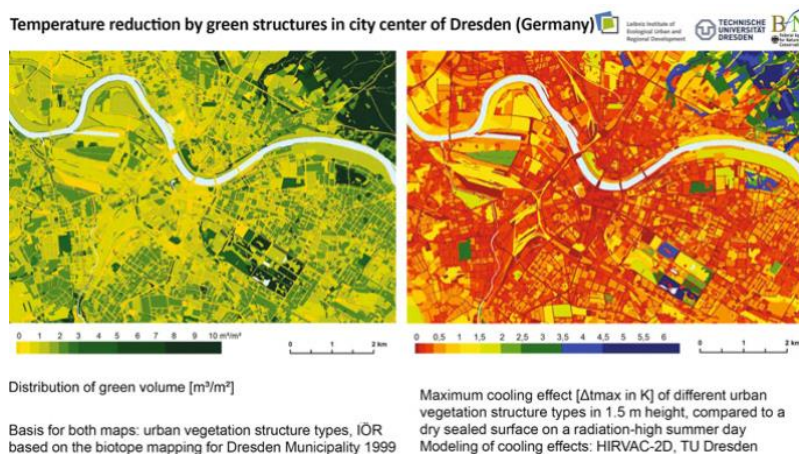 Temperature reduction by green structures in city center of Dresden (Germany)
Leibniz Institute of
Ecological Urban and
Regional Development
TECHNISCHE
UNIVERSITÄT
DRESDEN
0 1 2 3 4 5 6 7 8 9 10 m³/m²
0 1 2 km
0 0,5 1 1,5 2 2,5 3 3,5 4 4,5 5 5,5 6
0 1 2 km
Distribution of green volume [m³/m²]
Basis for both maps: urban vegetation structure types, IÖR
based on the biotope mapping for Dresden Municipality 1999
Maximum cooling effect [Δtmax in K] of different urban
vegetation structure types in 1.5 m height, compared to a
dry sealed surface on a radiation-high summer day
Modeling of cooling effects: HIRVAC-2D, TU Dresden